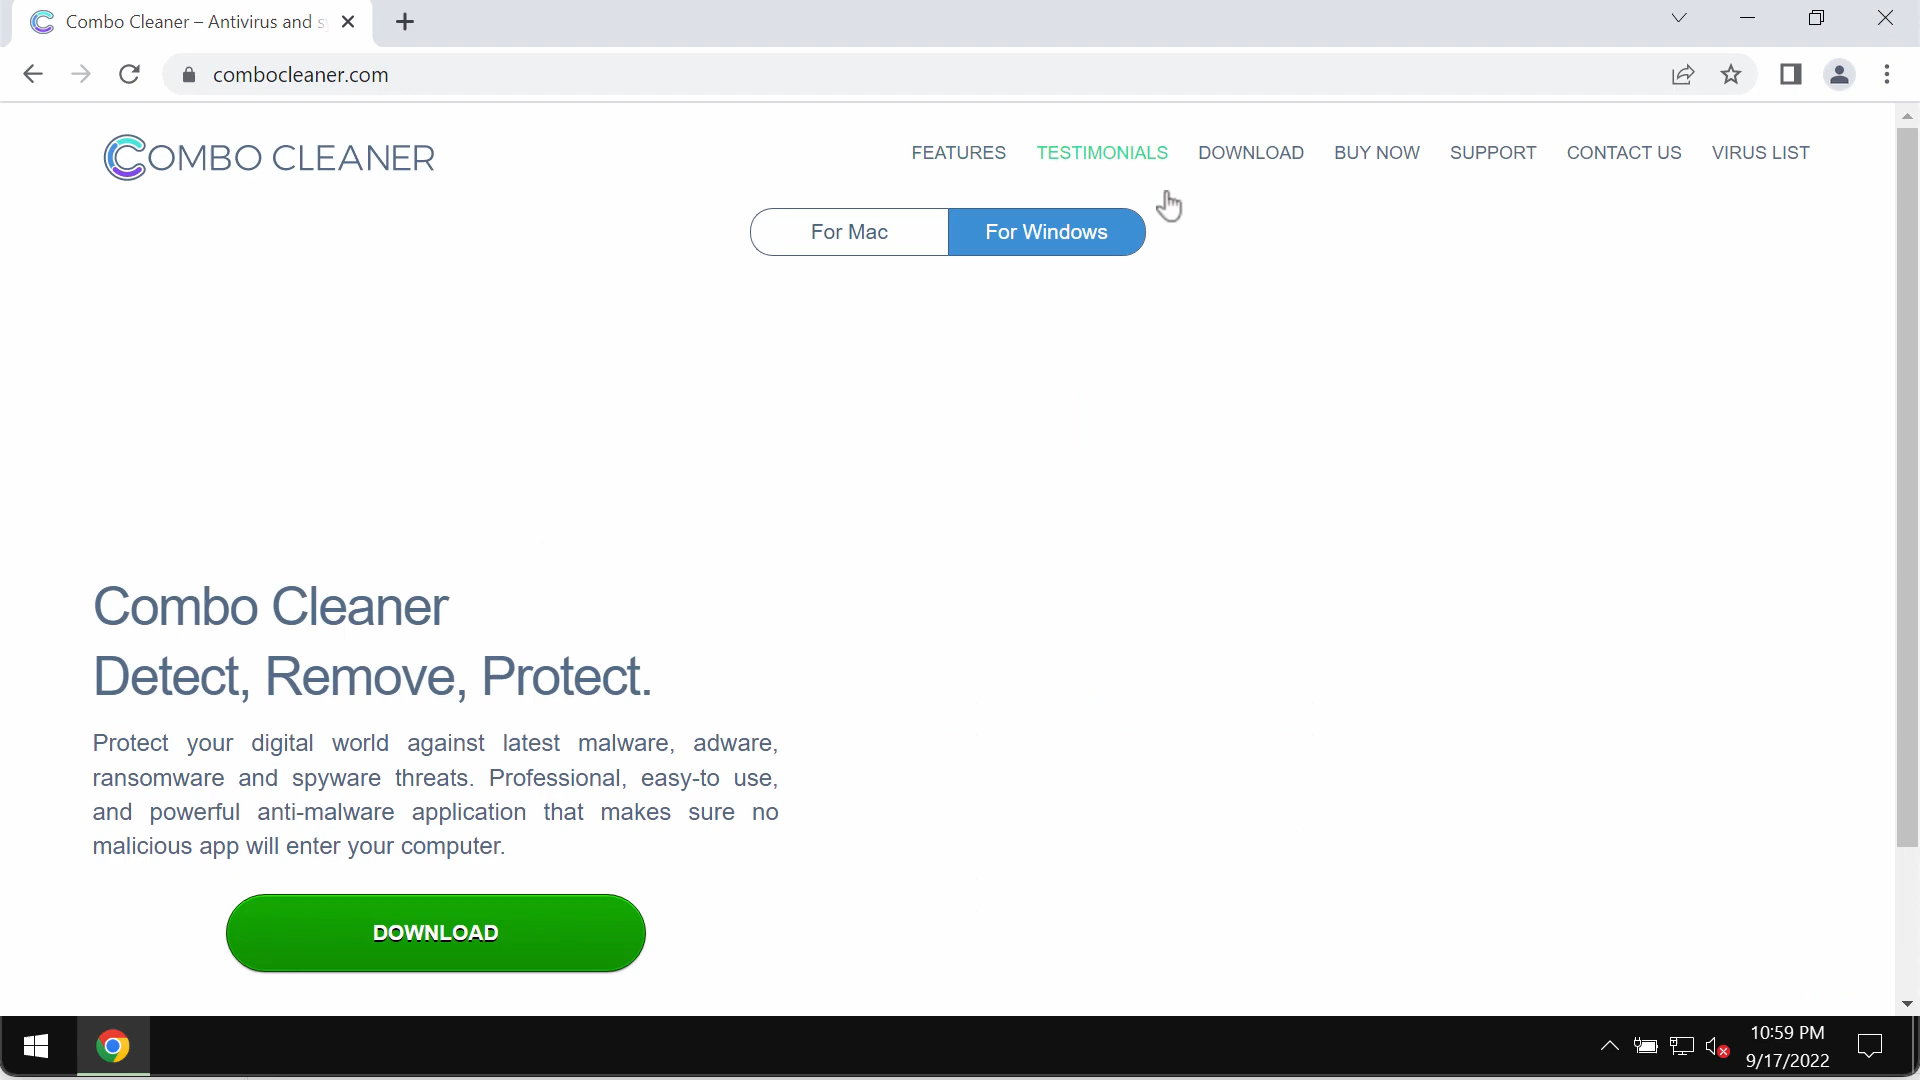 Combo Cleaner – Antivirus and s
combocleaner.com
COMBO CLEANER
FEATURES TESTIMONIALS DOWNLOAD BUY NOW SUPPORT CONTACT US VIRUS LIST
For Mac For Windows
Combo Cleaner
Detect, Remove, Protect.
Protect your digital world against latest malware, adware,
ransomware and spyware threats. Professional, easy-to use,
and powerful anti-malware application that makes sure no
malicious app will enter your computer.
DOWNLOAD
10:59 PM
9/17/2022